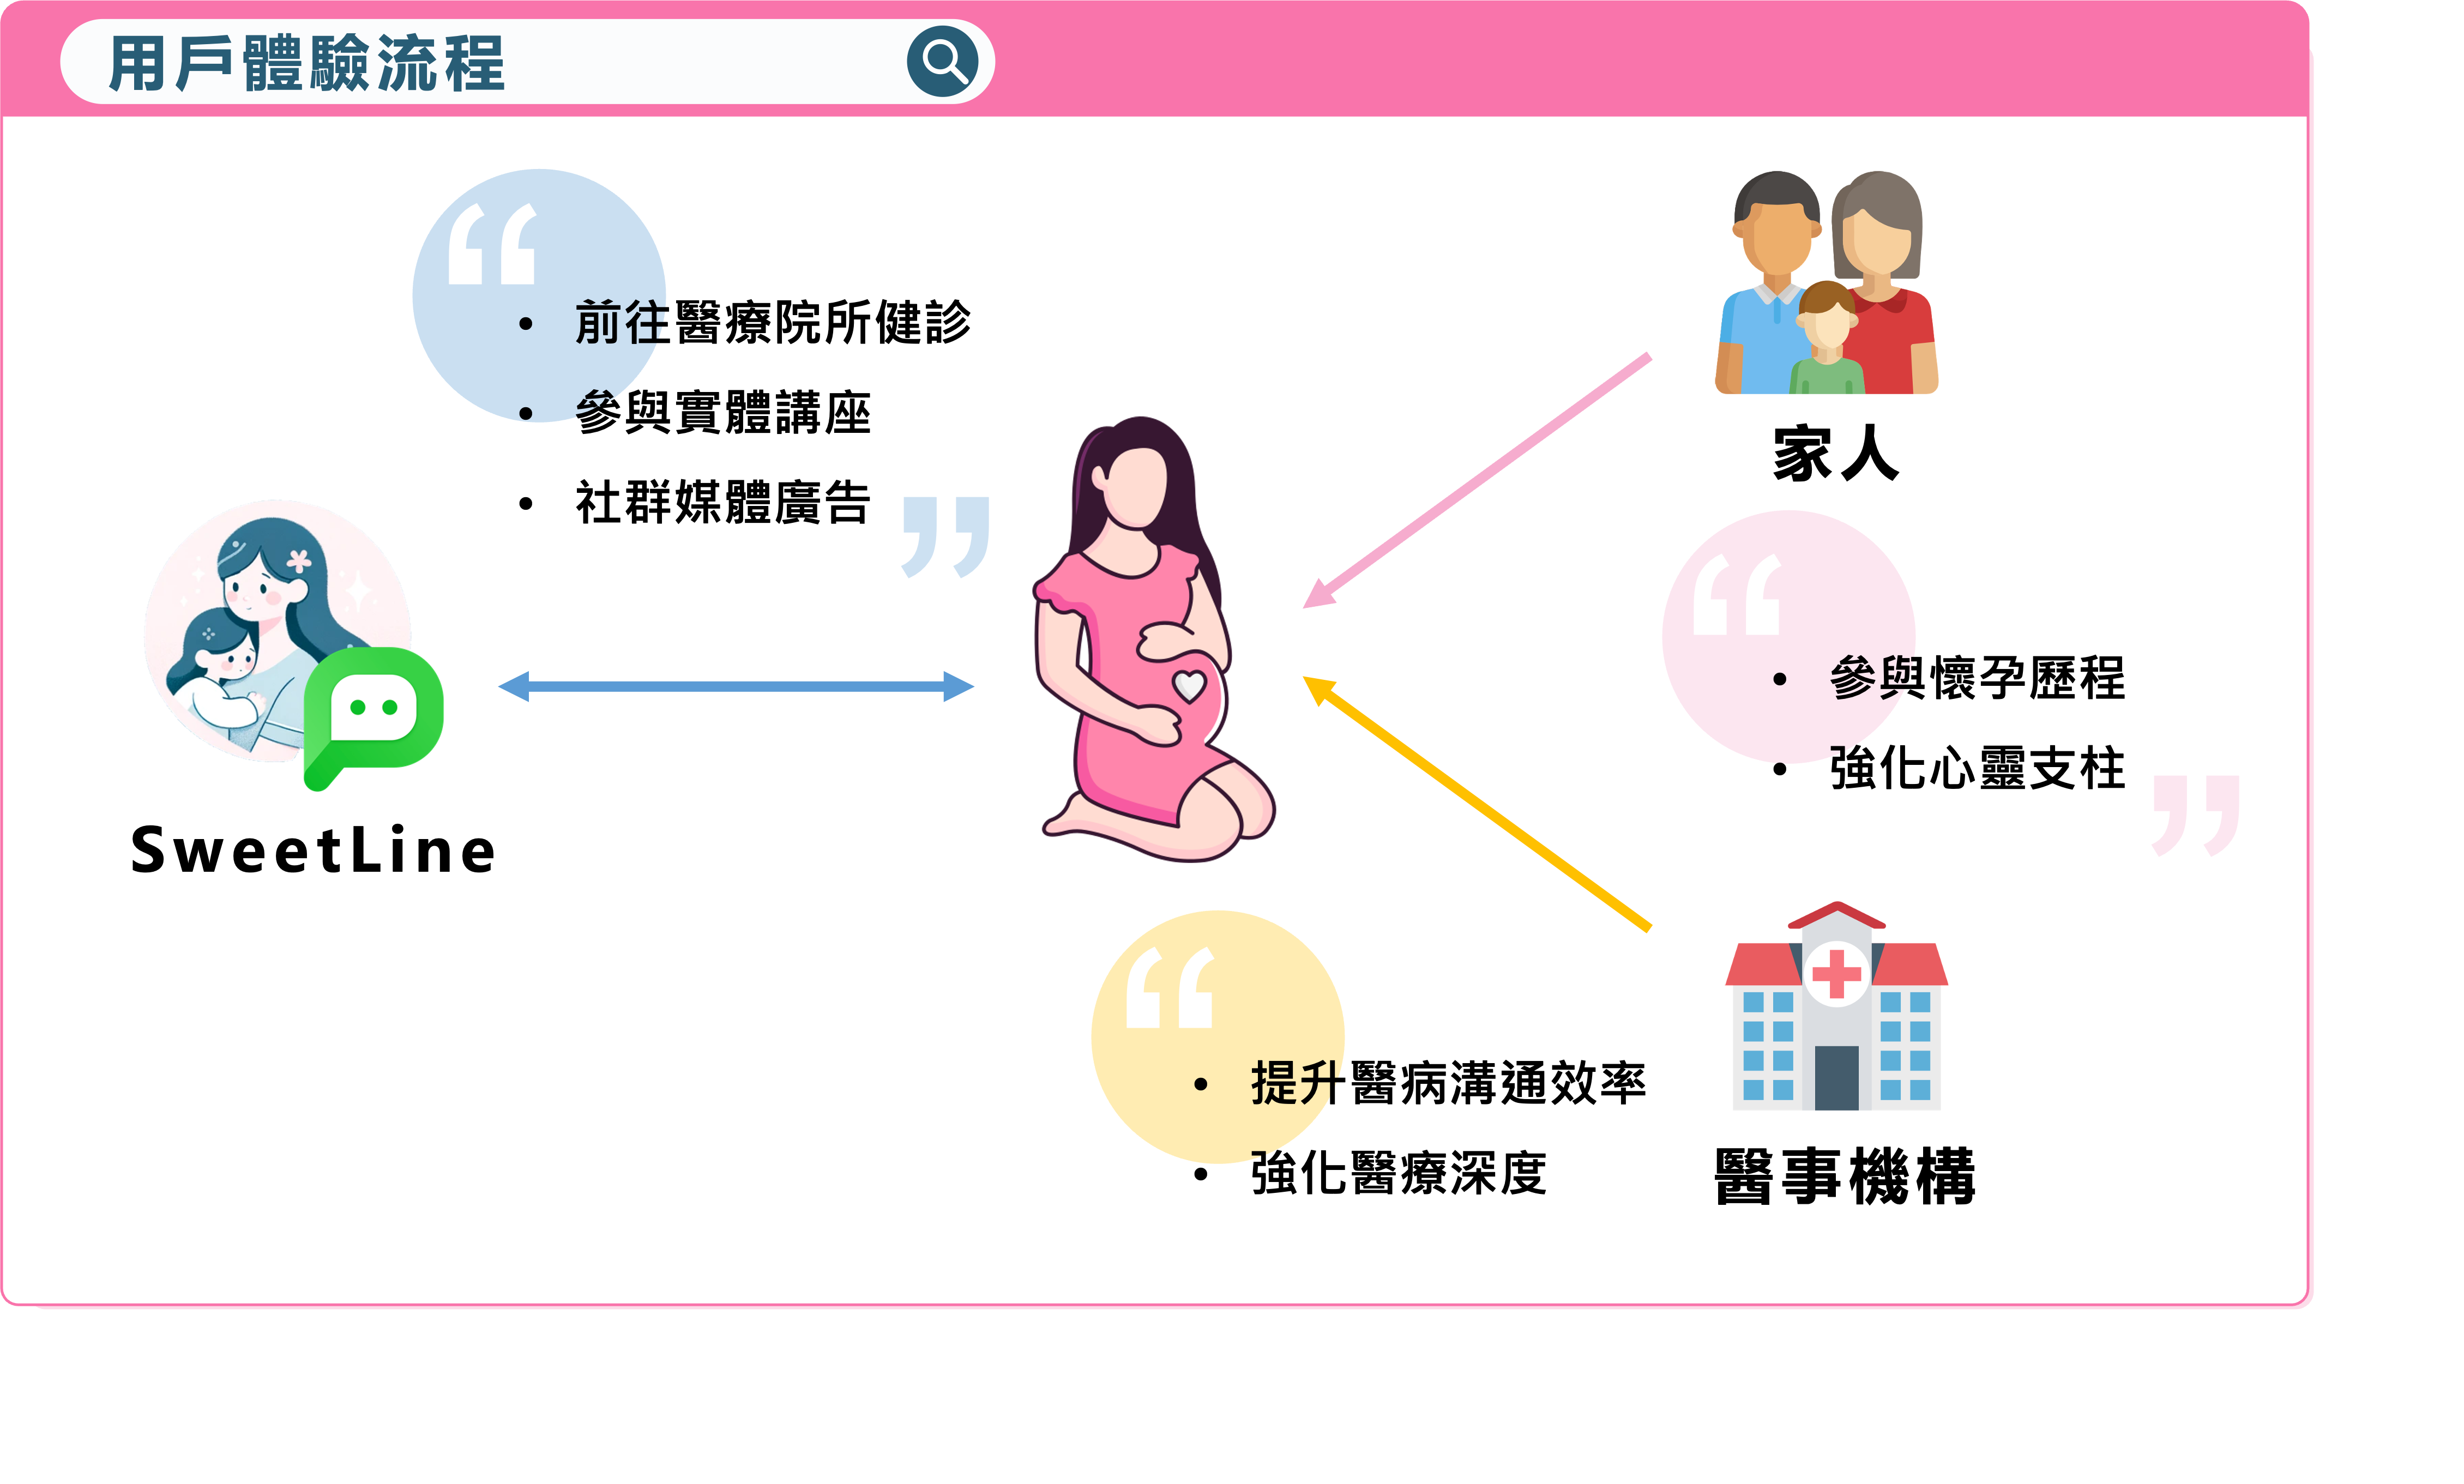 用戶體驗流程
• 前往醫療院所健診
• 參與實體講座
• 社群媒體廣告
SweetLine
家人
• 參與懷孕歷程
• 強化心靈支柱
• 提升醫病溝通效率
• 強化醫療深度
醫事機構